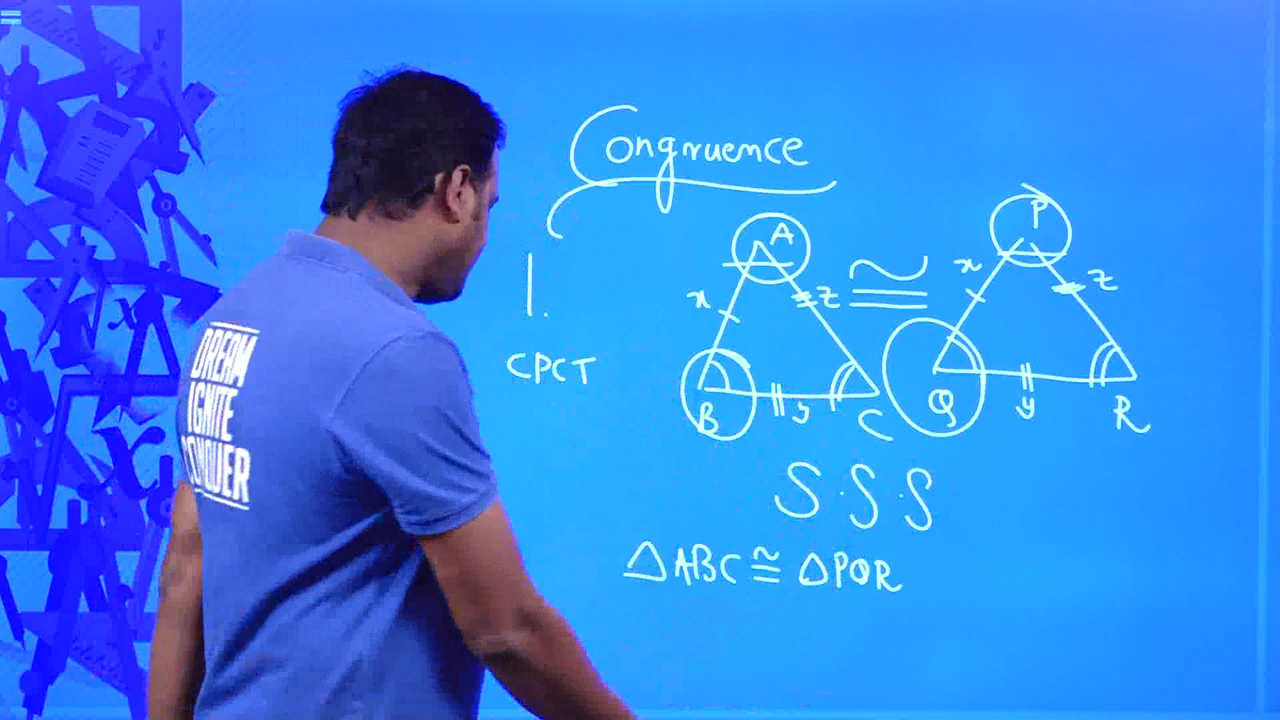 Congruence
1.
CPCT
A
x
z
B
y
C
≅
P
x
z
Q
y
R
S.S.S
△ABC ≅ △PQR
DREAM
IGNITE
CONQUER